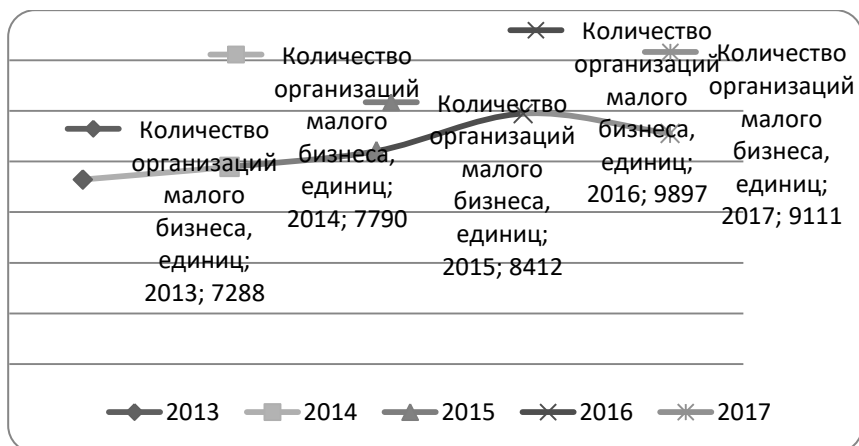 Количество
организаций
малого
бизнеса,
единиц;
2013; 7288
Количество
организаций
малого
бизнеса,
единиц;
2014; 7790
Количество
организаций
малого
бизнеса,
единиц;
2015; 8412
Количество
организаций
малого
бизнеса,
единиц;
2016; 9897
Количество
организаций
малого
бизнеса,
единиц;
2017; 9111
2013 2014 2015 2016 2017